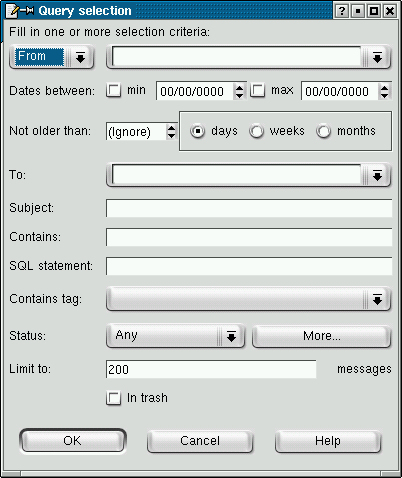 Query selection
Fill in one or more selection criteria:
From
Dates between: min 00/00/0000 max 00/00/0000
Not older than: (Ignore) days weeks months
To:
Subject:
Contains:
SQL statement:
Contains tag:
Status: Any More...
Limit to: 200 messages
In trash
OK Cancel Help